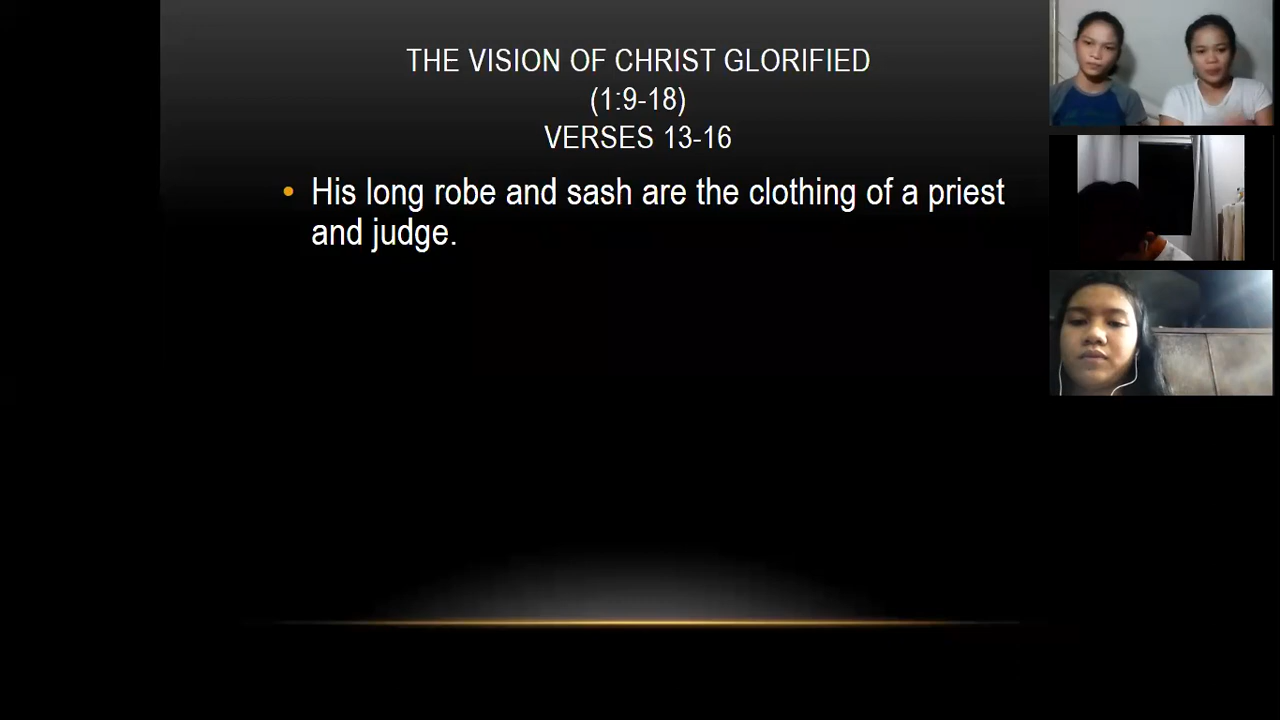 THE VISION OF CHRIST GLORIFIED
(1:9-18)
VERSES 13-16
• His long robe and sash are the clothing of a priest
and judge.